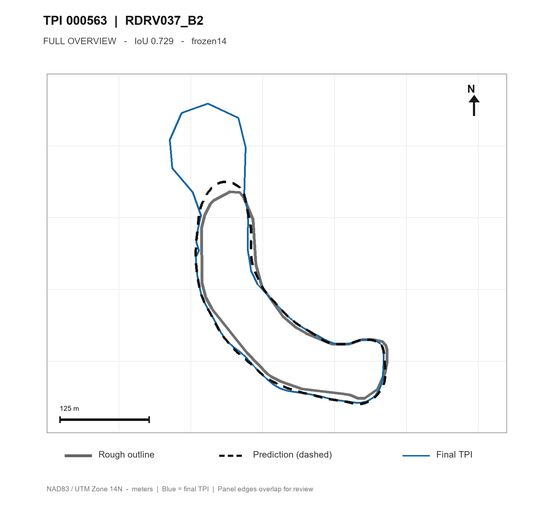 TPI 000563 | RDRV037_B2
FULL OVERVIEW - IoU 0.729 - frozen14
N
125 m
Rough outline
Prediction (dashed)
Final TPI
NAD83 / UTM Zone 14N - meters | Blue = final TPI | Panel edges overlap for review